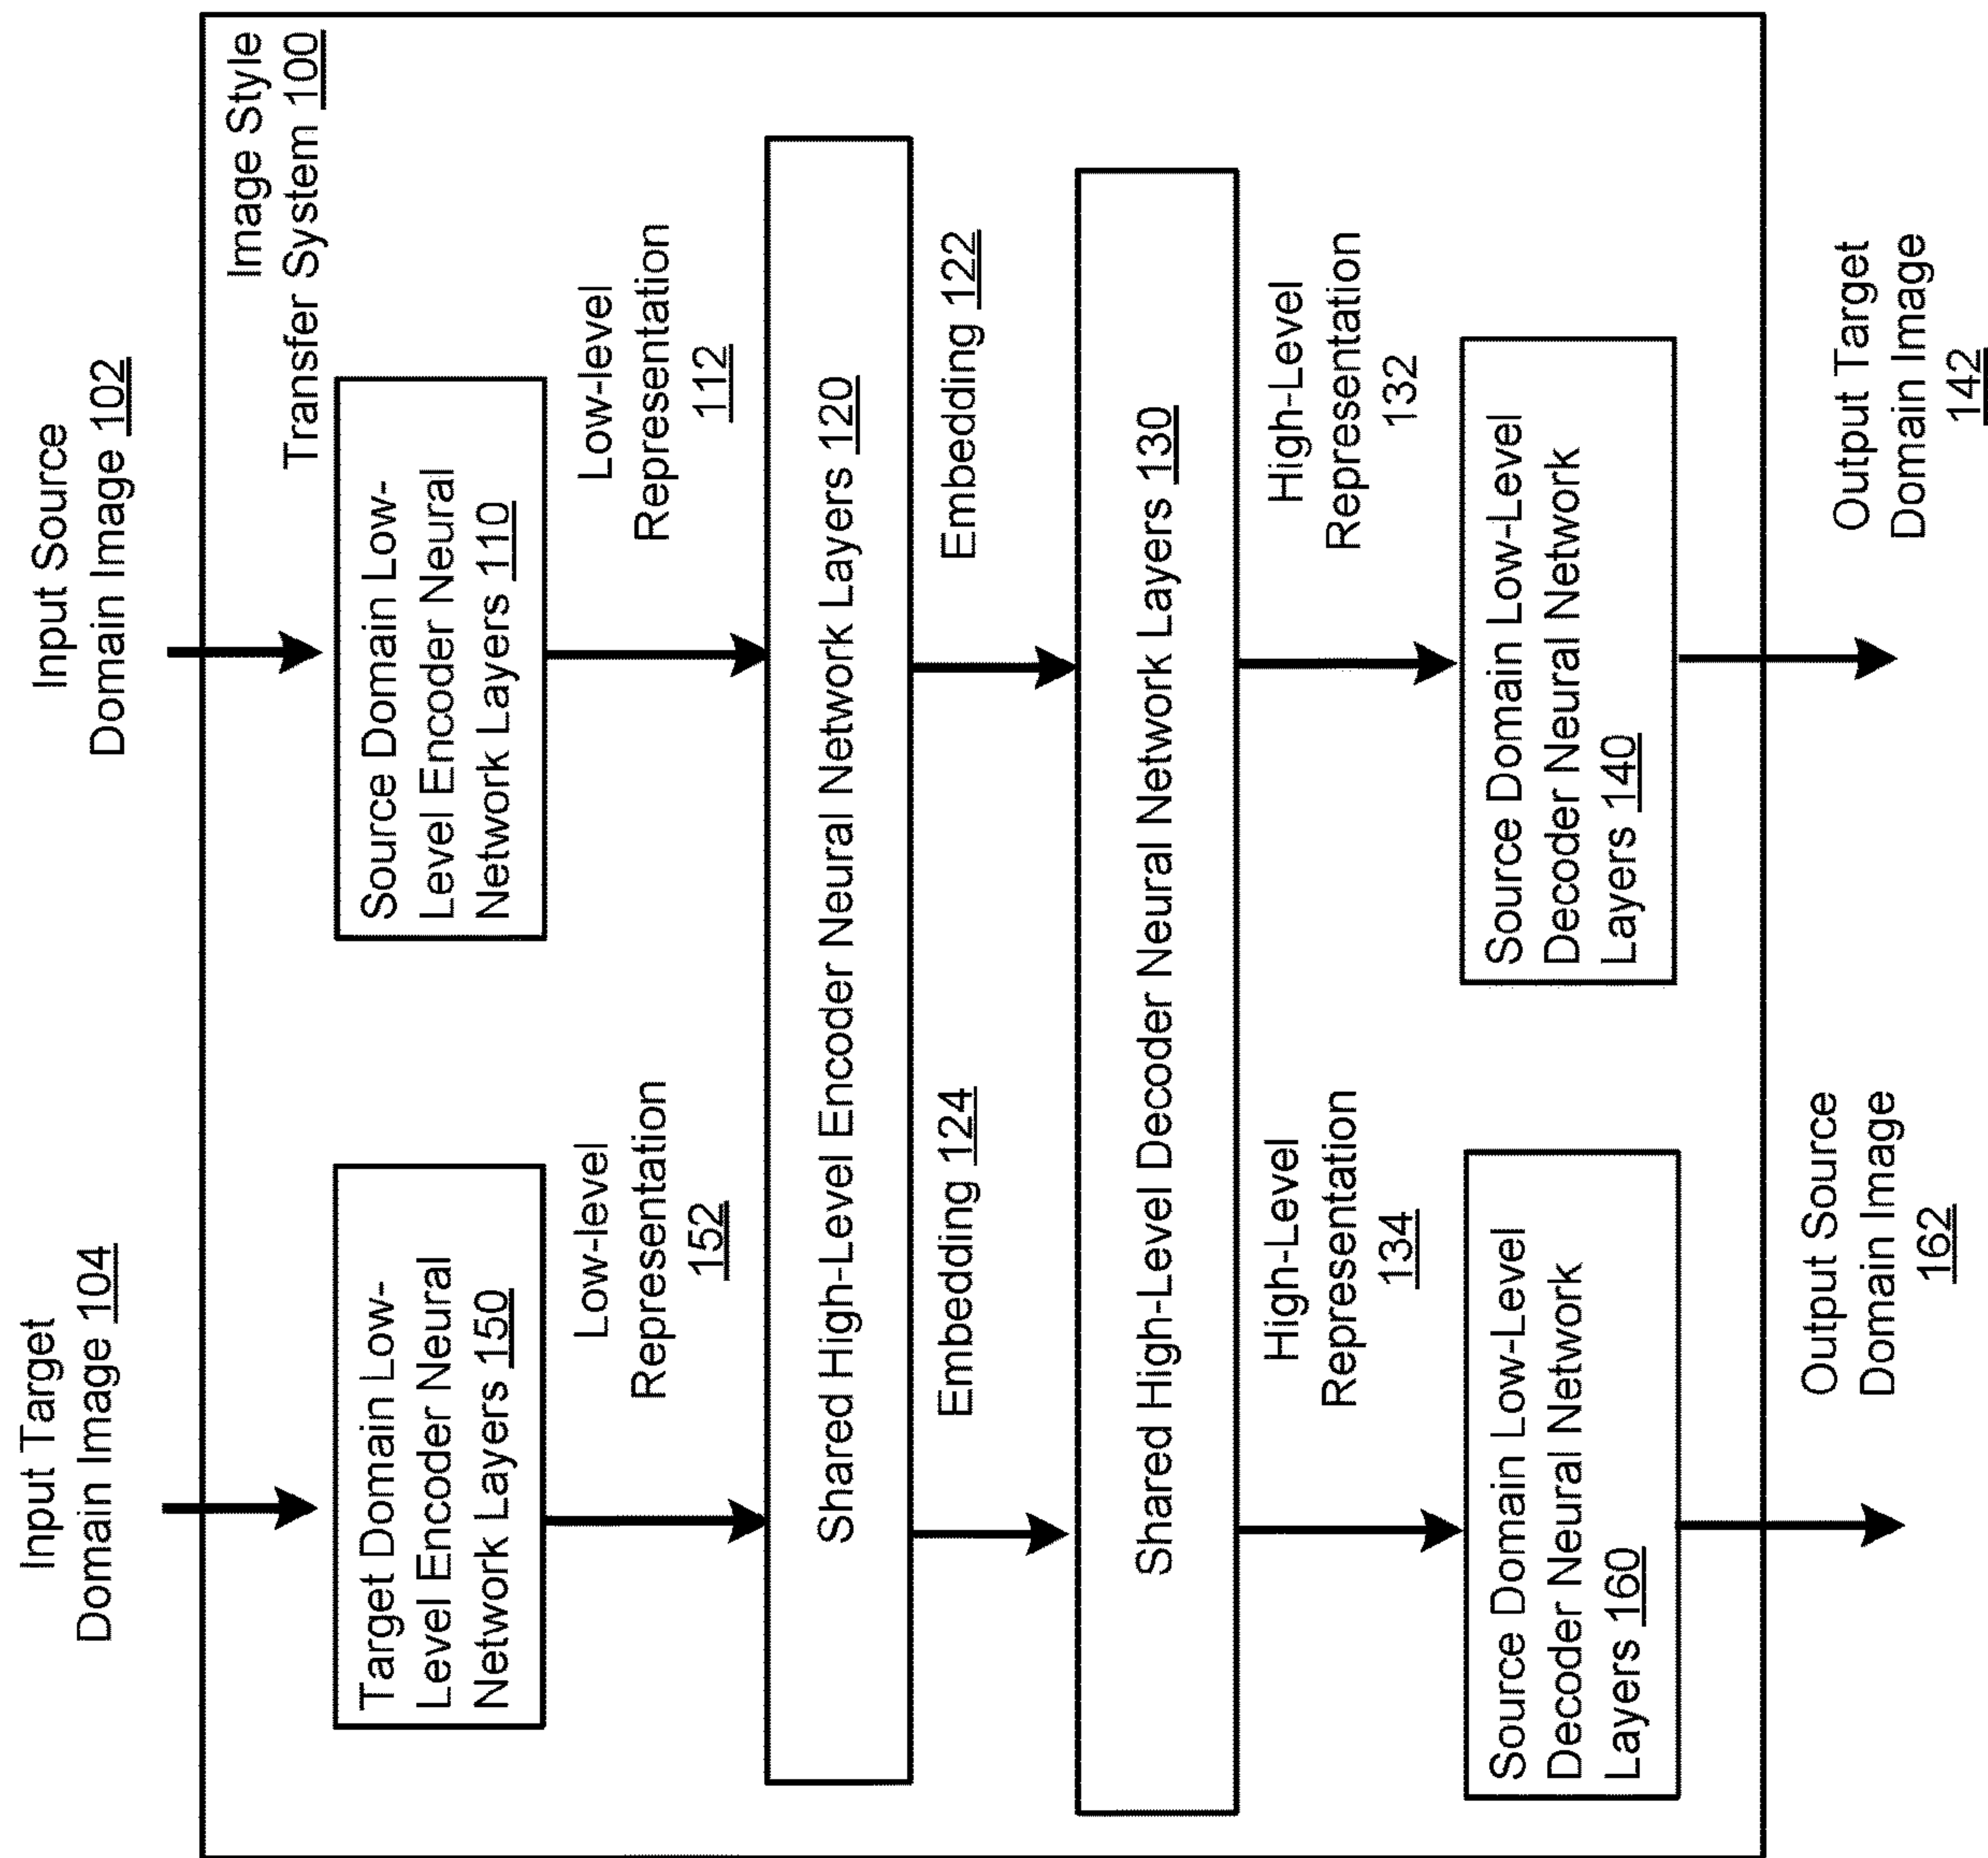 Image Style
Transfer System 100
Input Target
Domain Image 104
Input Source
Domain Image 102
Target Domain Low-
Level Encoder Neural
Network Layers 150
Source Domain Low-
Level Encoder Neural
Network Layers 110
Low-level
Representation
152
Low-level
Representation
112
Shared High-Level Encoder Neural Network Layers 120
Embedding 124
Embedding 122
Shared High-Level Decoder Neural Network Layers 130
High-Level
Representation
134
High-Level
Representation
132
Source Domain Low-Level
Decoder Neural Network
Layers 160
Source Domain Low-Level
Decoder Neural Network
Layers 140
Output Source
Domain Image
162
Output Target
Domain Image
142